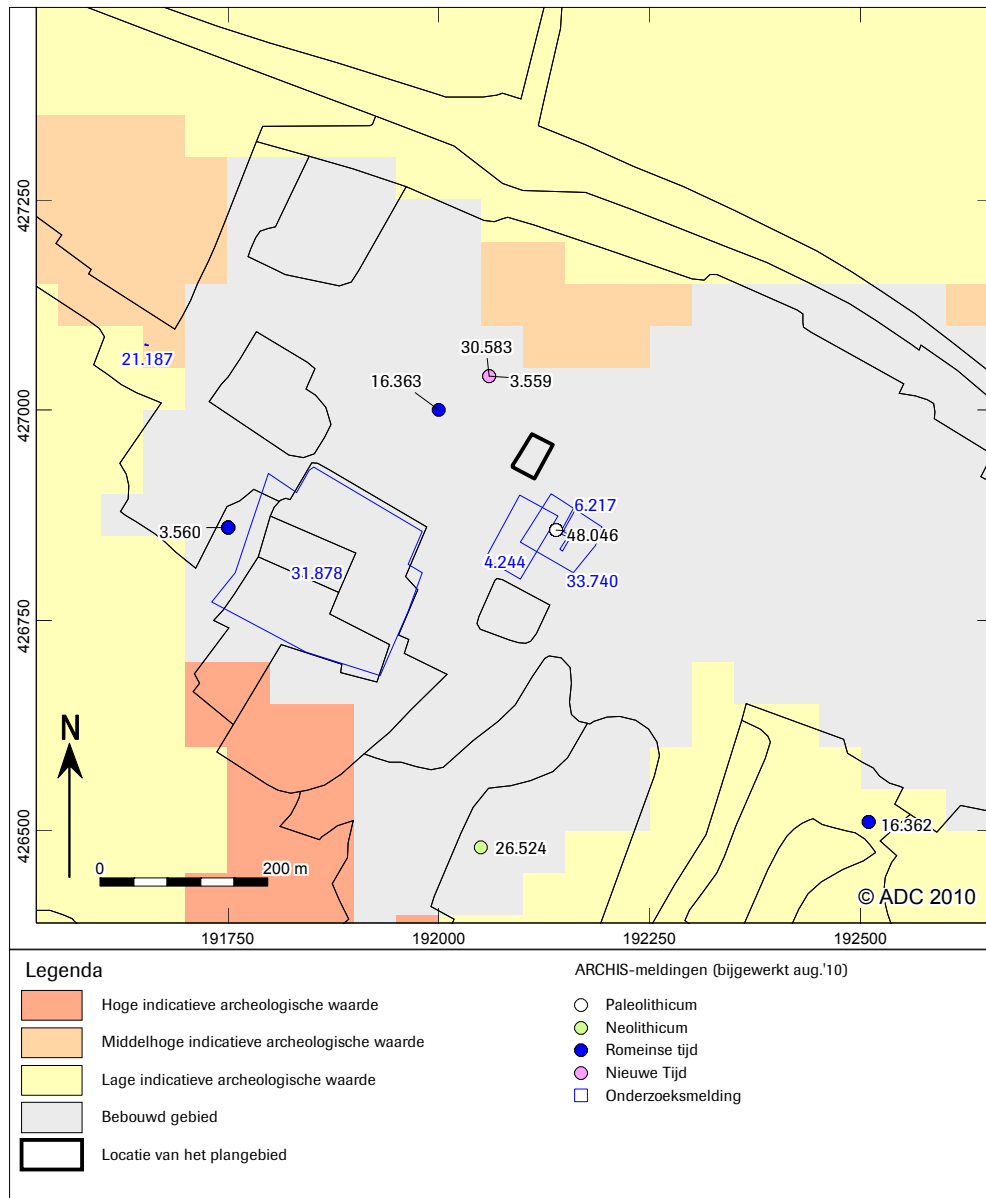 427250
427000
426750
426500
21.187
30.583
16.363
3.559
3.560
31.878
6.217
48.046
4.244
33.740
N
0
200 m
26.524
16.362
© ADC 2010
191750
192000
192250
192500
Legenda
Hoge indicatieve archeologische waarde
Middelhoge indicatieve archeologische waarde
Lage indicatieve archeologische waarde
Bebouwd gebied
Locatie van het plangebied
ARCHIS-meldingen (bijgewerkt aug.'10)
Paleolithicum
Neolithicum
Romeinse tijd
Nieuwe Tijd
Onderzoeksmelding